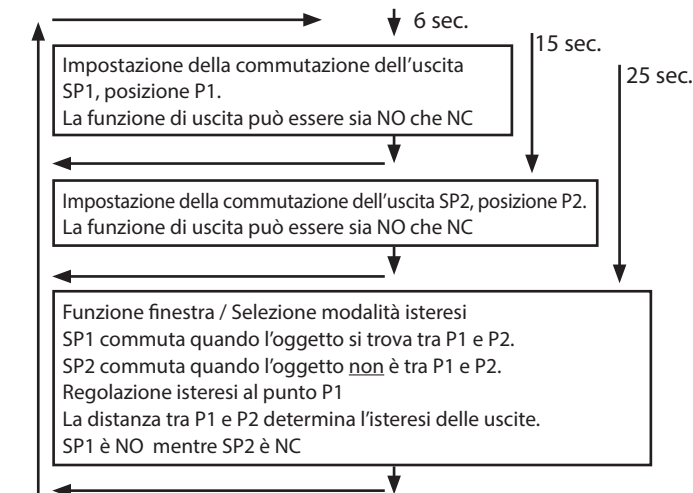 6 sec.
15 sec.
25 sec.
Impostazione della commutazione dell'uscita
SP1, posizione P1.
La funzione di uscita può essere sia NO che NC
Impostazione della commutazione dell'uscita SP2, posizione P2.
La funzione di uscita può essere sia NO che NC
Funzione finestra / Selezione modalità isteresi
SP1 commuta quando l'oggetto si trova tra P1 e P2.
SP2 commuta quando l'oggetto non è tra P1 e P2.
Regolazione isteresi al punto P1
La distanza tra P1 e P2 determina l'isteresi delle uscite.
SP1 è NO mentre SP2 è NC